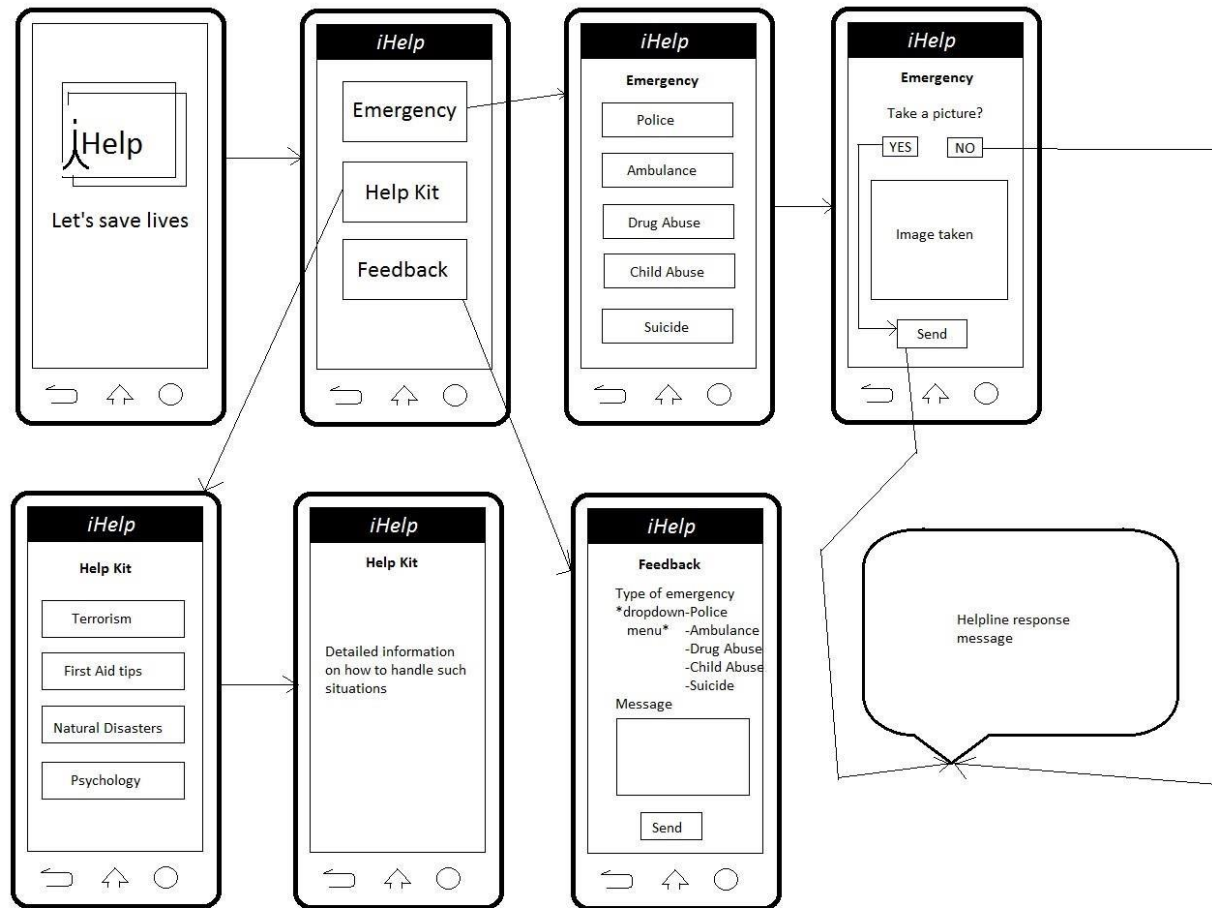 iHelp
Let's save lives
iHelp
Emergency
Help Kit
Feedback
iHelp
Emergency
Police
Ambulance
Drug Abuse
Child Abuse
Suicide
iHelp
Emergency
Take a picture?
YES NO
Image taken
Send
iHelp
Help Kit
Terrorism
First Aid tips
Natural Disasters
Psychology
iHelp
Help Kit
Detailed information
on how to handle such
situations
iHelp
Feedback
Type of emergency
*dropdown-Police
menu* -Ambulance
-Drug Abuse
-Child Abuse
-Suicide
Message
Send
Helpline response
message